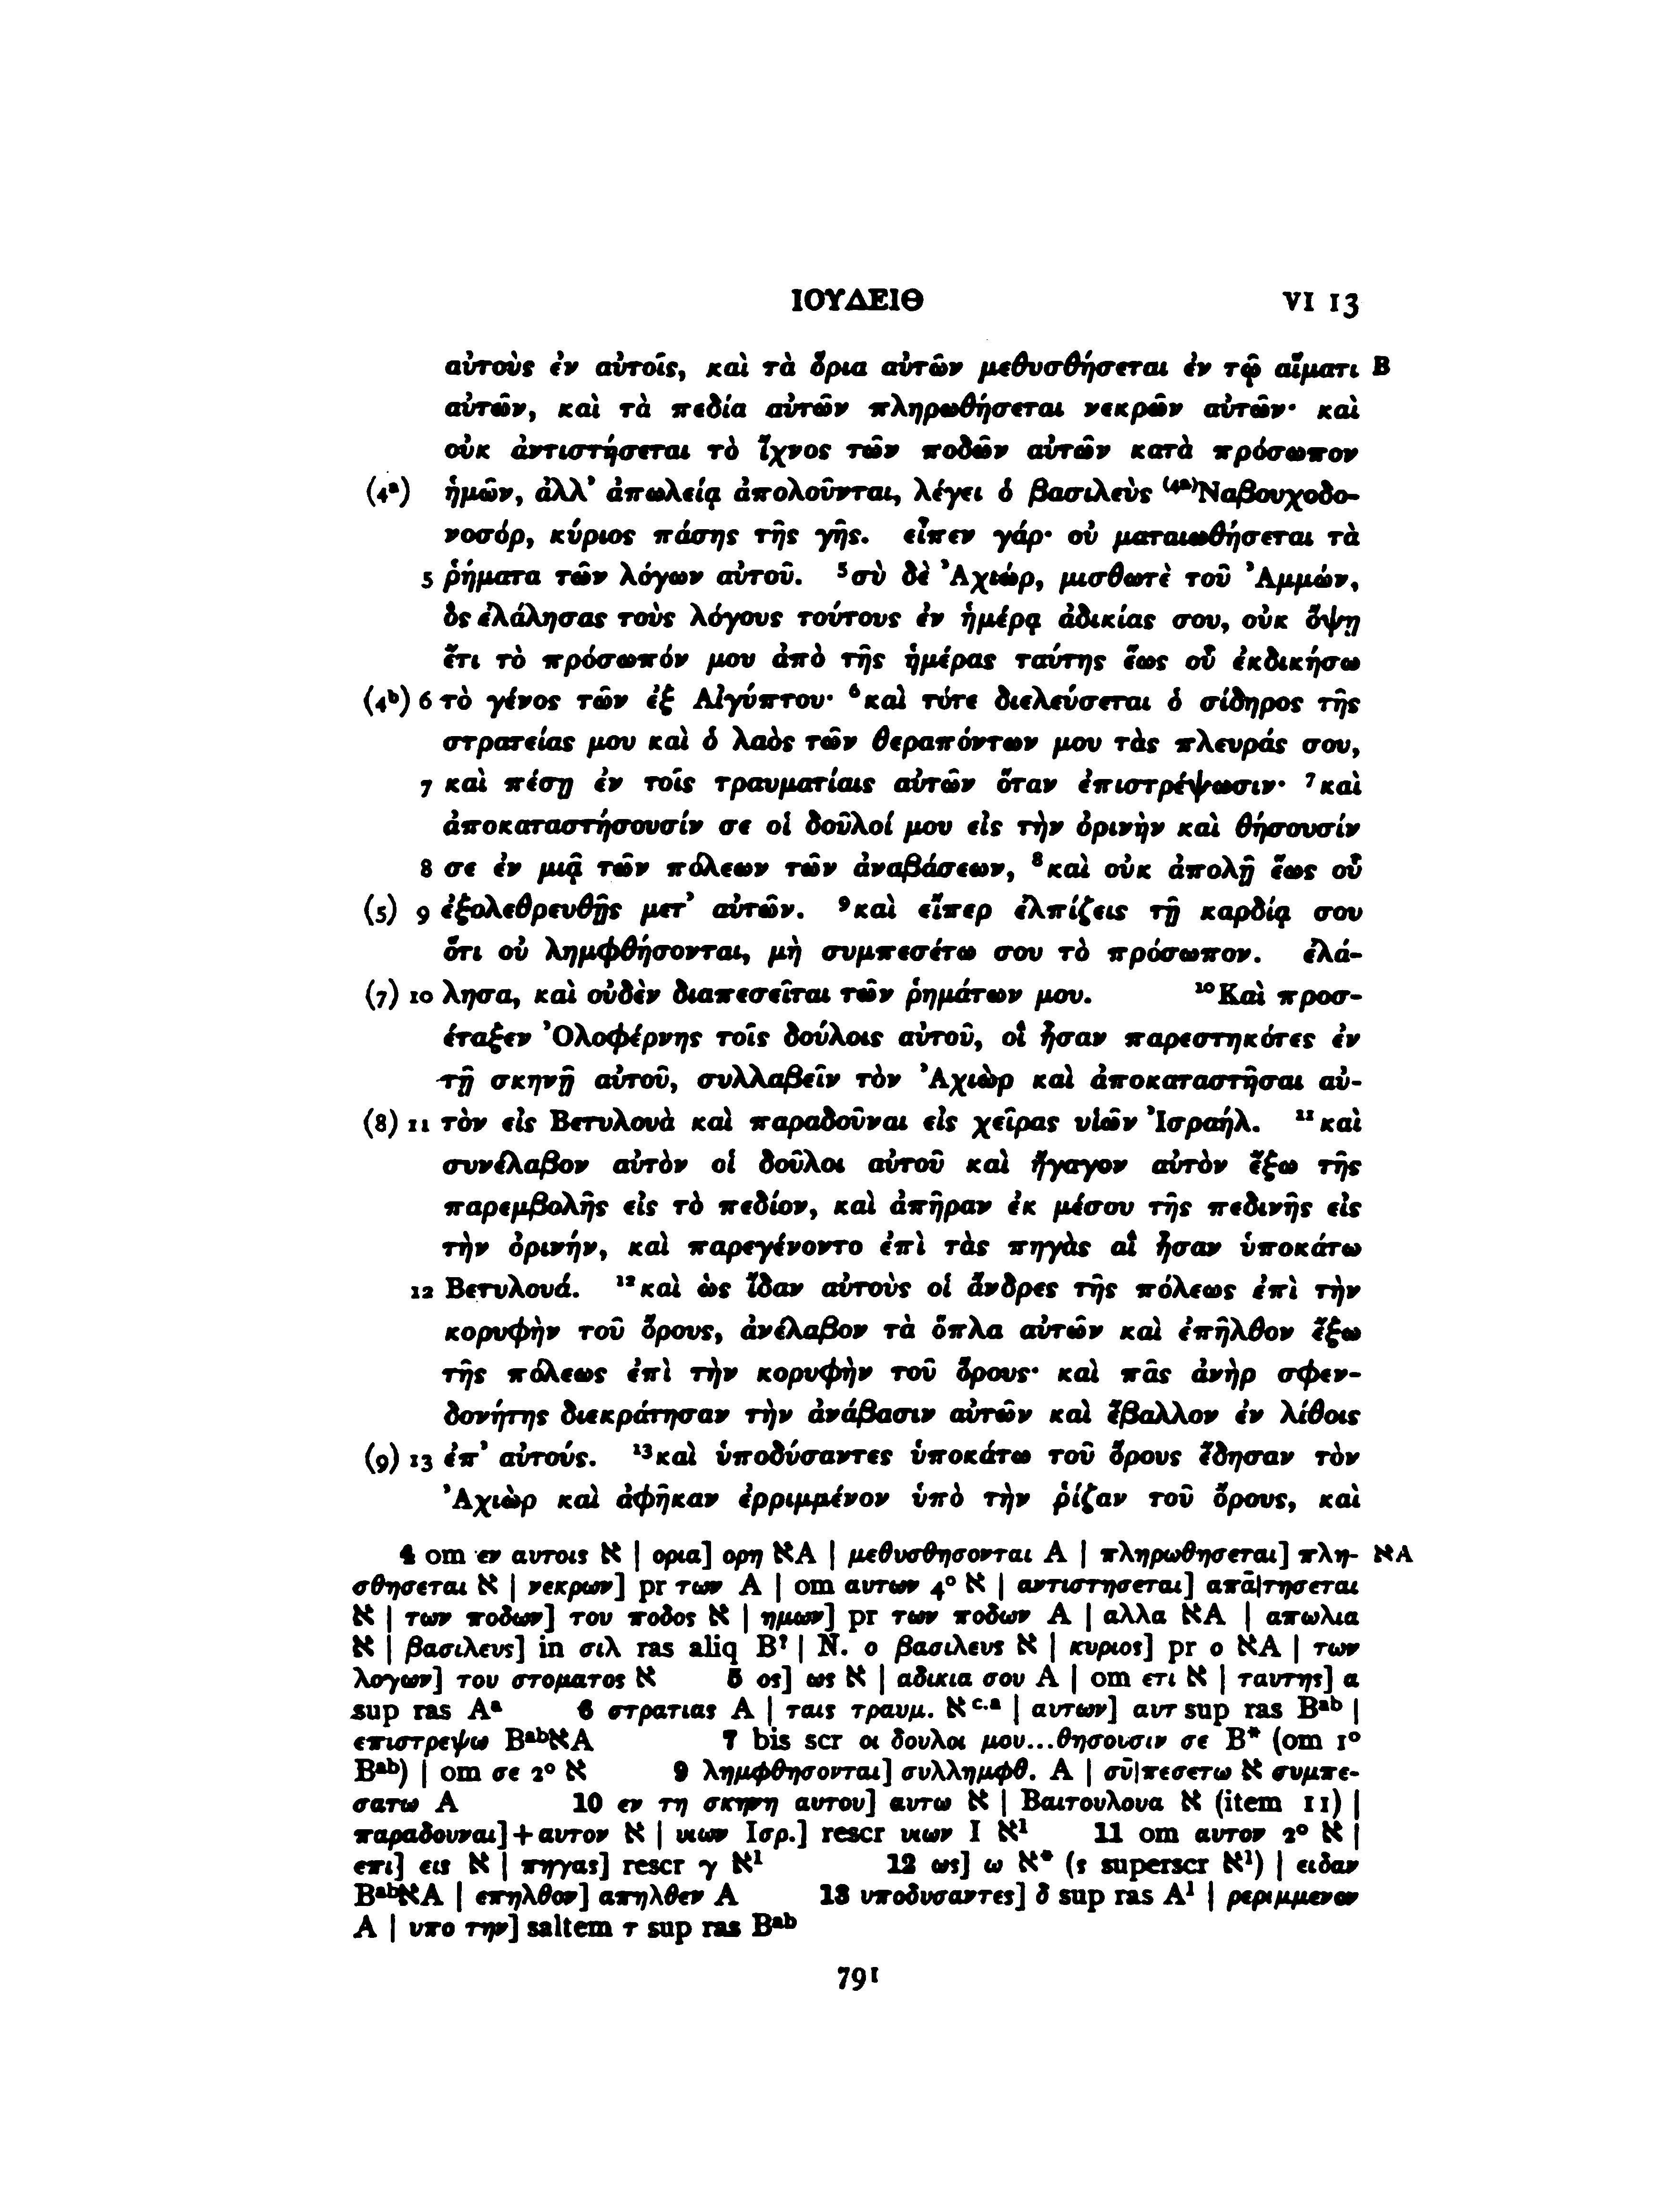 ΙΟΥΔΕΙΘ VI 13
αὐτοὺς ἐν αὐτοῖς, καὶ τὰ ὅρια αὐτῶν μεθυσθήσεται ἐν τῷ αἵματι B
αὐτῶν, καὶ τὰ πεδία αὐτῶν πληρωθήσεται νεκρῶν αὐτῶν· καὶ
οὐκ ἀντιστήσεται τὸ ἴχνος τῶν ποδῶν αὐτῶν κατὰ πρόσωπον
(4ᵃ) ἡμῶν, ἀλλ’ ἀπωλείᾳ ἀπολοῦνται, λέγει ὁ βασιλεὺς ⁽⁴ᵃ⁾Ναβουχοδο-
νοσόρ, κύριος πάσης τῆς γῆς. εἶπεν γάρ· οὐ ματαιωθήσεται τὰ
5 ῥήματα τῶν λόγων αὐτοῦ. ⁵σὺ δὲ Ἀχιώρ, μισθωτὲ τοῦ Ἀμμών,
ὃς ἐλάλησας τοὺς λόγους τούτους ἐν ἡμέρᾳ ἀδικίας σου, οὐκ ὄψῃ
ἔτι τὸ πρόσωπόν μου ἀπὸ τῆς ἡμέρας ταύτης ἕως οὗ ἐκδικήσω
(4ᵇ) 6 τὸ γένος τῶν ἐξ Αἰγύπτου· ⁶καὶ τότε διελεύσεται ὁ σίδηρος τῆς
στρατείας μου καὶ ὁ λαὸς τῶν θεραπόντων μου τὰς πλευράς σου,
7 καὶ πέσῃ ἐν τοῖς τραυματίαις αὐτῶν ὅταν ἐπιστρέψωσιν· ⁷καὶ
ἀποκαταστήσουσίν σε οἱ δοῦλοί μου εἰς τὴν ὀρινὴν καὶ θήσουσίν
8 σε ἐν μιᾷ τῶν πόλεων τῶν ἀναβάσεων, ⁸καὶ οὐκ ἀπολῇ ἕως οὗ
(5) 9 ἐξολεθρευθῇς μετ’ αὐτῶν. ⁹καὶ εἴπερ ἐλπίζεις τῇ καρδίᾳ σου
ὅτι οὐ λημφθήσονται, μὴ συμπεσέτω σου τὸ πρόσωπον. ἐλά-
(7) 10 λησα, καὶ οὐδὲν διαπεσεῖται τῶν ῥημάτων μου. ¹⁰Καὶ προσ-
έταξεν Ὀλοφέρνης τοῖς δούλοις αὐτοῦ, οἳ ἦσαν παρεστηκότες ἐν
τῇ σκηνῇ αὐτοῦ, συλλαβεῖν τὸν Ἀχιὼρ καὶ ἀποκαταστῆσαι αὐ-
(8) 11 τὸν εἰς Βετυλουὰ καὶ παραδοῦναι εἰς χεῖρας υἱῶν Ἰσραήλ. ¹¹καὶ
συνέλαβον αὐτὸν οἱ δοῦλοι αὐτοῦ καὶ ἤγαγον αὐτὸν ἔξω τῆς
παρεμβολῆς εἰς τὸ πεδίον, καὶ ἀπῆραν ἐκ μέσου τῆς πεδινῆς εἰς
τὴν ὀρινήν, καὶ παρεγένοντο ἐπὶ τὰς πηγὰς αἳ ἦσαν ὑποκάτω
12 Βετυλουά. ¹²καὶ ὡς ἴδαν αὐτοὺς οἱ ἄνδρες τῆς πόλεως ἐπὶ τὴν
κορυφὴν τοῦ ὄρους, ἀνέλαβον τὰ ὅπλα αὐτῶν καὶ ἐπῆλθον ἔξω
τῆς πόλεως ἐπὶ τὴν κορυφὴν τοῦ ὄρους· καὶ πᾶς ἀνὴρ σφεν-
δονήτης διεκράτησαν τὴν ἀνάβασιν αὐτῶν καὶ ἔβαλλον ἐν λίθοις
(9) 13 ἐπ’ αὐτούς. ¹³καὶ ὑποδύσαντες ὑποκάτω τοῦ ὄρους ἔδησαν τὸν
Ἀχιὼρ καὶ ἀφῆκαν ἐρριμμένον ὑπὸ τὴν ῥίζαν τοῦ ὄρους, καὶ
4 om εν αυτοις א | ορια] ορη אA | μεθυσθησονται A | πληρωθησεται] πλη- אA
σθησεται א | νεκρων] pr των A | om αυτων 4° א | αντιστησεται] απᾱ|τησεται
א | των ποδων] του ποδος א | ημων] pr των ποδων A | αλλα אA | απωλια
א | βασιλευς] in σιλ ras aliq B? | N. ο βασιλευς א | κυριος] pr ο אA | των
λογων] του στοματος א 5 ος] ως א | αδικια σου A | om ετι א | ταυτης] α
sup ras Aᵃ 6 στρατιας A | ταις τραυμ. אᶜ·ᵃ | αυτων] αυτ sup ras Bᵃᵇ |
επιστρεψω BᵃᵇאA 7 bis scr οι δουλοι μου...θησουσιν σε B* (om 1°
Bᵃᵇ) | om σε 2° א 9 λημφθησονται] συλλημφθ. A | σῡ|πεσετω א συμπε-
σατω A 10 εν τη σκηνη αυτου] αυτω א | Βαιτουλουα א (item 11) |
παραδουναι]+αυτον א | υιων Ισρ.] rescr υιων Ι א¹ 11 om αυτον 2° א |
επι] εις א | πηγας] rescr γ א¹ 12 ως] ω א* (ς superscr א¹) | ειδαν
BᵃᵇאA | επηλθον] απηλθεν A 13 υποδυσαντες] δ sup ras A¹ | ρεριμμενον
A | υπο την] saltem τ sup ras Bᵃᵇ
791